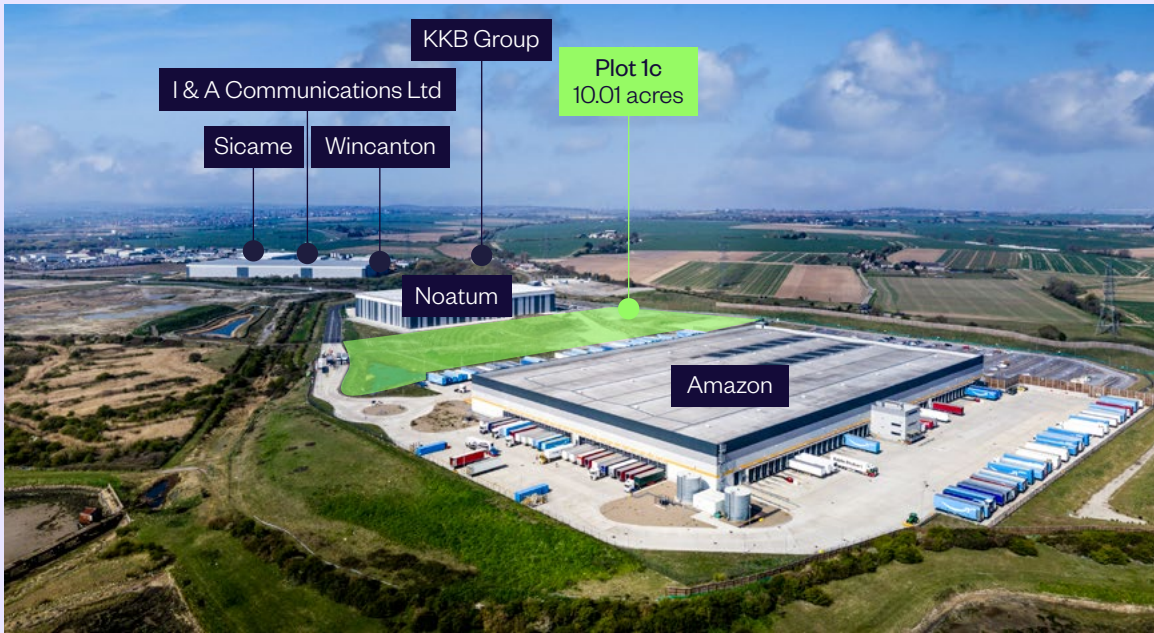 KKB Group
Plot 1c
10.01 acres
I & A Communications Ltd
Sicame
Wincanton
Noatum
Amazon